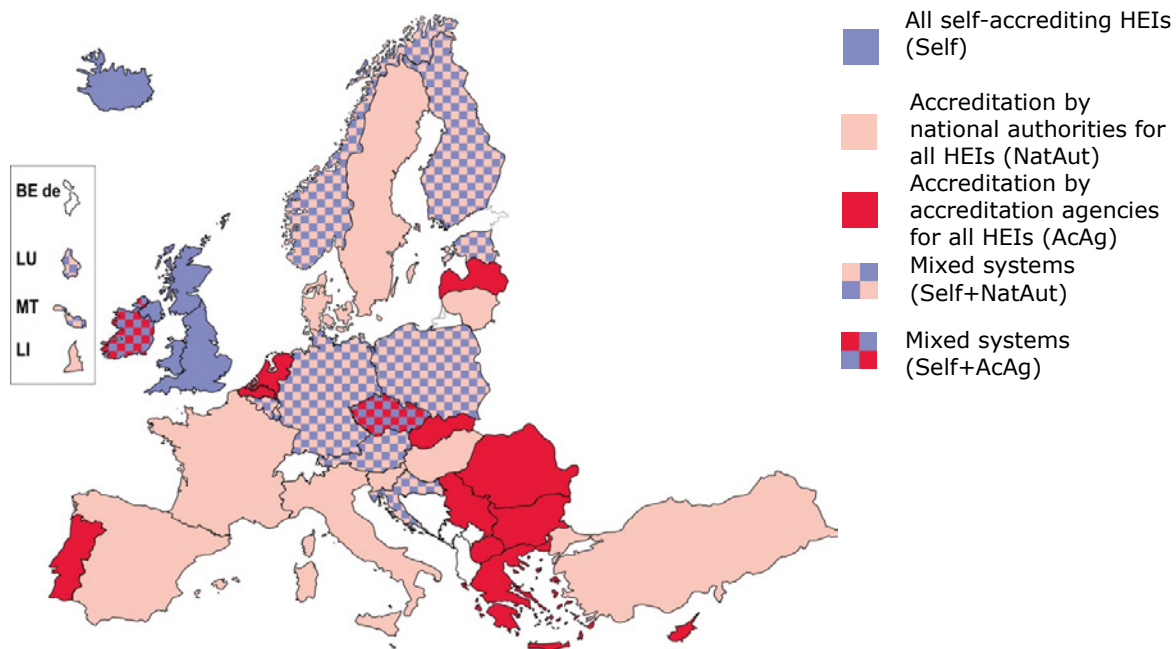 All self-accrediting HEIs
(Self)
Accreditation by
national authorities for
all HEIs (NatAut)
Accreditation by
accreditation agencies
for all HEIs (AcAg)
Mixed systems
(Self+NatAut)
Mixed systems
(Self+AcAg)
BE de
LU
MT
LI